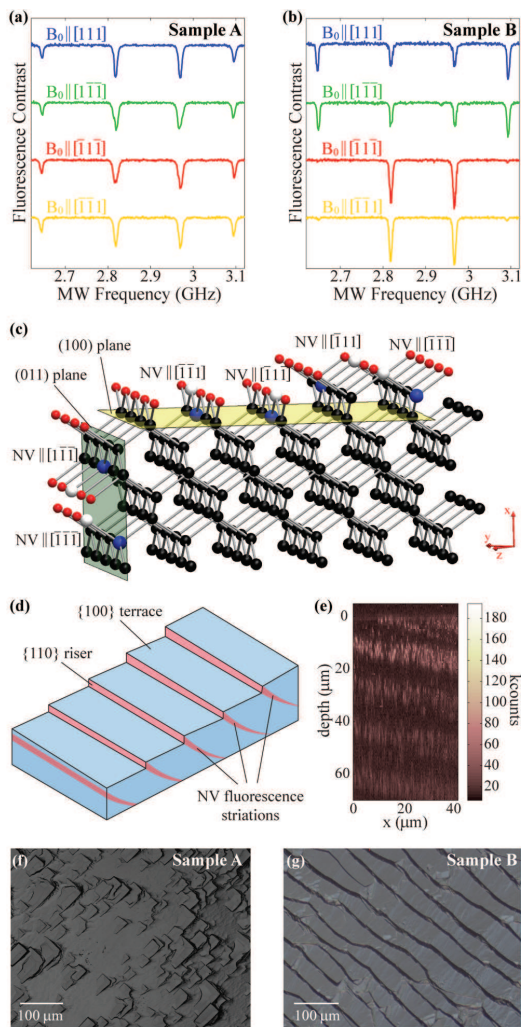 (a) Sample A
B₀∥[111]
B₀∥[11̅1̅]
B₀∥[1̅11̅]
B₀∥[1̅1̅1]
Fluorescence Contrast
2.7 2.8 2.9 3 3.1
MW Frequency (GHz)
(b) Sample B
B₀∥[111]
B₀∥[11̅1̅]
B₀∥[1̅11̅]
B₀∥[1̅1̅1]
Fluorescence Contrast
2.7 2.8 2.9 3 3.1
MW Frequency (GHz)
(c)
(100) plane
(011) plane
NV∥[1̅1̅1]
NV∥[1̅11]
NV∥[1̅11]
NV∥[1̅1̅1̅]
NV∥[11̅1̅]
NV∥[1̅1̅1̅]
x
y
z
(d)
{100} terrace
{110} riser
NV fluorescence
striations
(e)
0
20
40
60
depth (μm)
0 20 40
x (μm)
180
160
140
120
100
80
60
40
20
kcounts
(f) Sample A
100 μm
(g) Sample B
100 μm